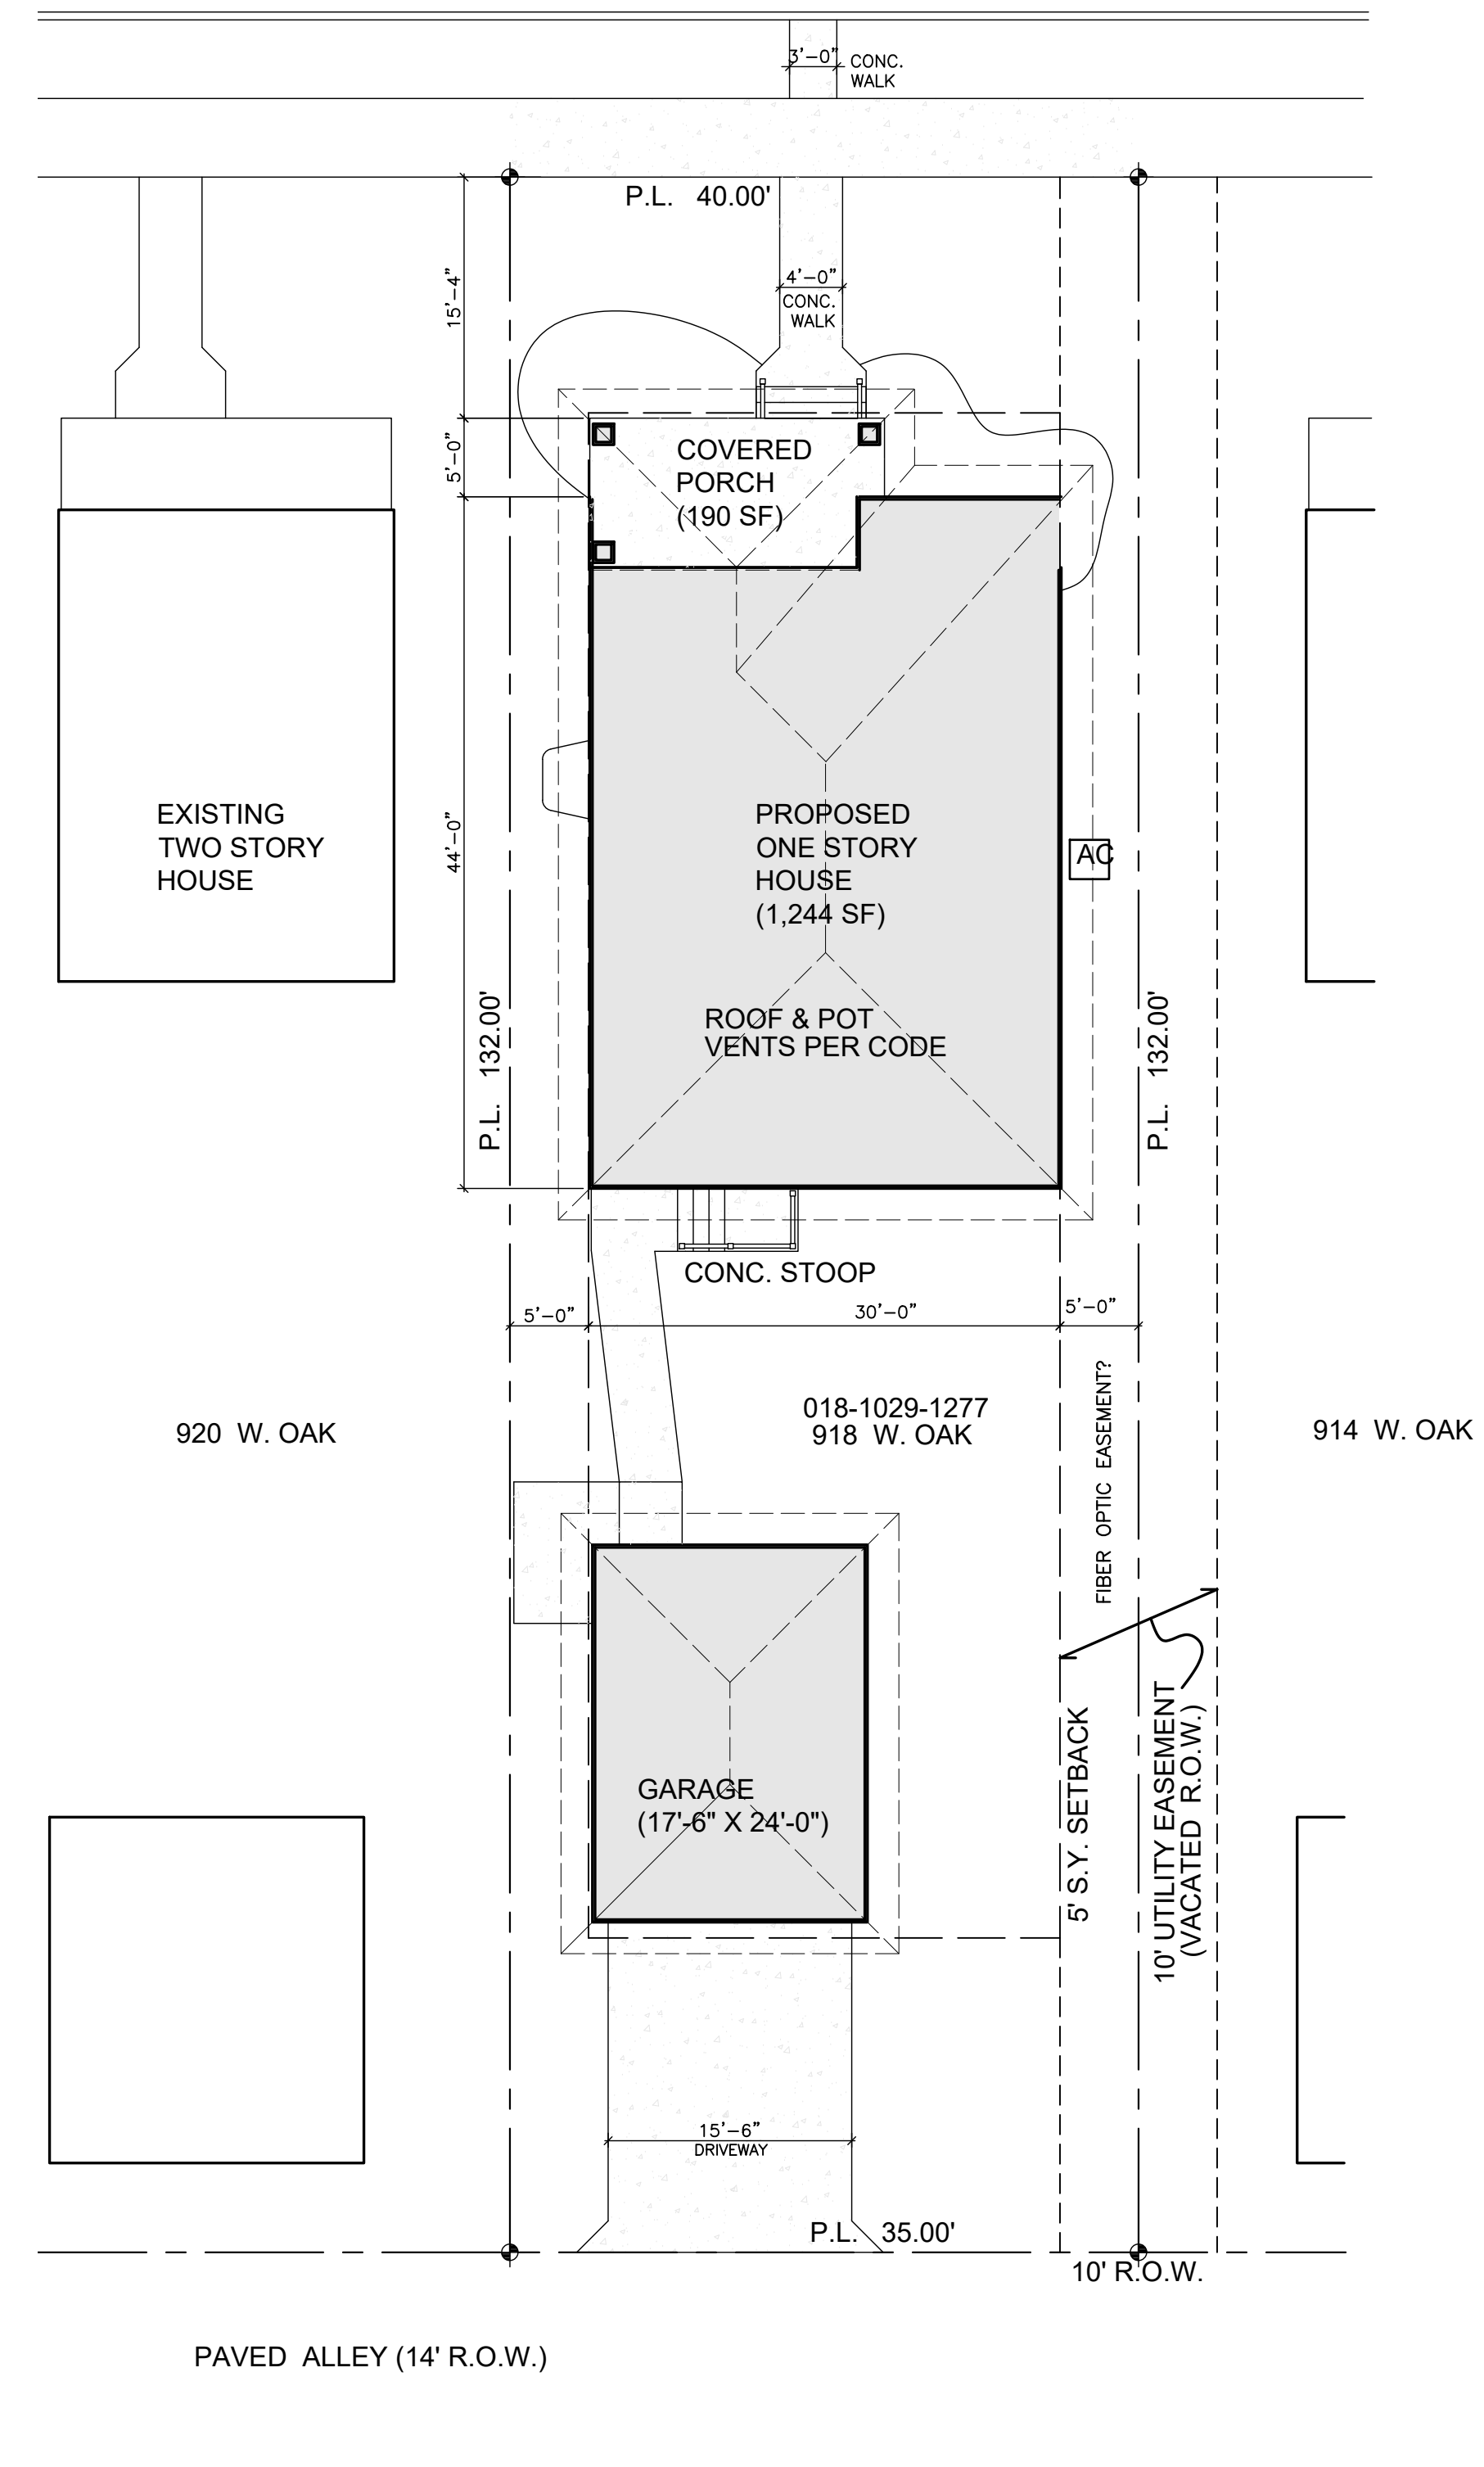 3'-0"
CONC.
WALK
P.L. 40.00'
15'-4"
4'-0"
CONC.
WALK
5'-0"
COVERED
PORCH
(190 SF)
EXISTING
TWO STORY
HOUSE
PROPOSED
ONE STORY
HOUSE
(1,244 SF)
AC
44'-0"
ROOF & POT
VENTS PER CODE
P.L. 132.00'
P.L. 132.00'
CONC. STOOP
5'-0"
30'-0"
5'-0"
FIBER OPTIC EASEMENT?
920 W. OAK
018-1029-1277
918 W. OAK
914 W. OAK
GARAGE
(17'-6" X 24'-0")
5' S.Y. SETBACK
10' UTILITY EASEMENT
(VACATED R.O.W.)
15'-6"
DRIVEWAY
P.L. 35.00'
10' R.O.W.
PAVED ALLEY (14' R.O.W.)